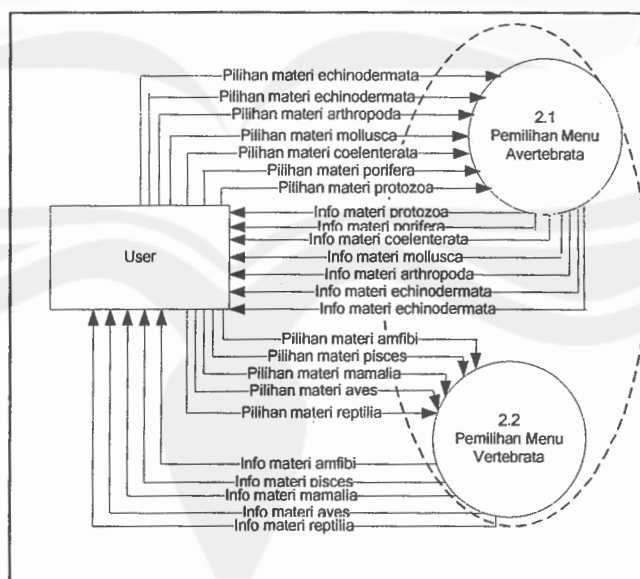 Pilihan materi echinodermata
Pilihan materi echinodermata
Pilihan materi arthropoda
Pilihan materi mollusca
Pilihan materi coelenterata
Pilihan materi porifera
Pilihan materi protozoa
2.1
Pemilihan Menu
Avertebrata
User
Info materi protozoa
Info materi porifera
Info materi coelenterata
Info materi mollusca
Info materi arthropoda
Info materi echinodermata
Info materi echinodermata
Pilihan materi amfibi
Pilihan materi pisces
Pilihan materi mamalia
Pilihan materi aves
Pilihan materi reptilia
2.2
Pemilihan Menu
Vertebrata
Info materi amfibi
Info materi pisces
Info materi mamalia
Info materi aves
Info materi reptilia